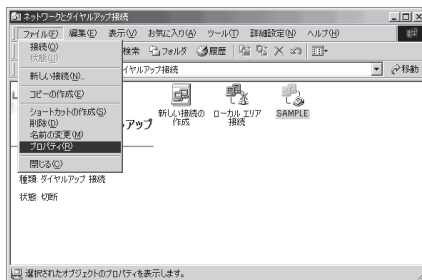 ネットワークとダイヤルアップ接続
ファイル(F) 編集(E) 表示(V) お気に入り(A) ツール(T) 詳細設定(N) ヘルプ(H)
検索 フォルダ 履歴
イヤルアップ接続 移動
接続(O)
状態(U)
新しい接続(N)...
コピーの作成(E)
ショートカットの作成(S)
削除(D)
名前の変更(M)
プロパティ(R)
閉じる(C)
アップ
新しい接続の作成
ローカル エリア接続
SAMPLE
種類: ダイヤルアップ 接続
状態: 切断
選択されたオブジェクトのプロパティを表示します。